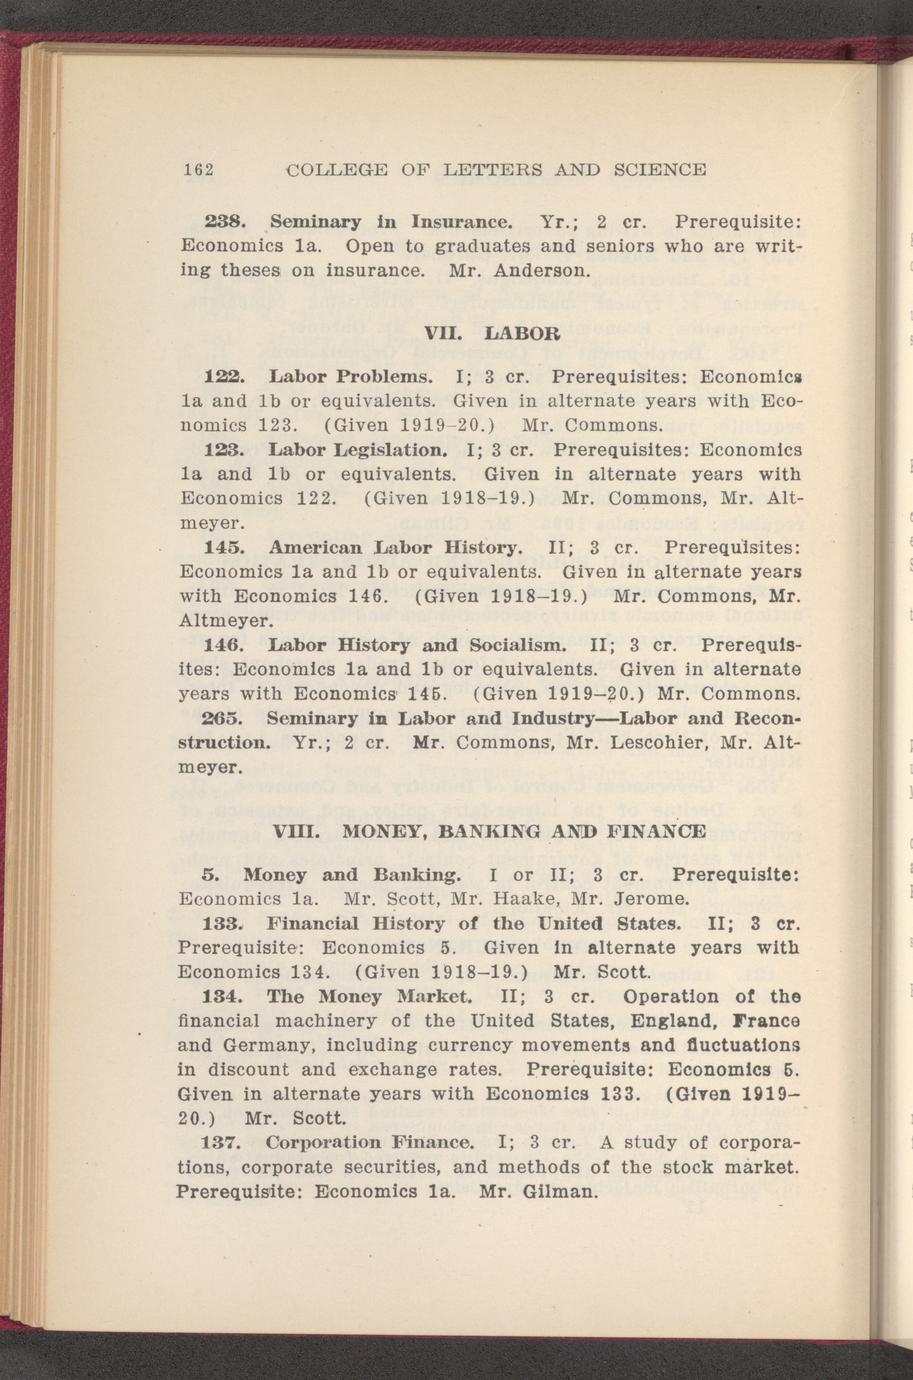 162 COLLEGE OF LETTERS AND SCIENCE
238. Seminary in Insurance. Yr.; 2 cr. Prerequisite:
Economics 1a. Open to graduates and seniors who are writ-
ing theses on insurance. Mr. Anderson.
VII. LABOR
122. Labor Problems. I; 3 cr. Prerequisites: Economics
1a and 1b or equivalents. Given in alternate years with Eco-
nomics 123. (Given 1919–20.) Mr. Commons.
123. Labor Legislation. I; 3 cr. Prerequisites: Economics
1a and 1b or equivalents. Given in alternate years with
Economics 122. (Given 1918–19.) Mr. Commons, Mr. Alt-
meyer.
145. American Labor History. II; 3 cr. Prerequisites:
Economics 1a and 1b or equivalents. Given in alternate years
with Economics 146. (Given 1918–19.) Mr. Commons, Mr.
Altmeyer.
146. Labor History and Socialism. II; 3 cr. Prerequis-
ites: Economics 1a and 1b or equivalents. Given in alternate
years with Economics 145. (Given 1919–20.) Mr. Commons.
265. Seminary in Labor and Industry—Labor and Recon-
struction. Yr.; 2 cr. Mr. Commons, Mr. Lescohier, Mr. Alt-
meyer.
VIII. MONEY, BANKING AND FINANCE
5. Money and Banking. I or II; 3 cr. Prerequisite:
Economics 1a. Mr. Scott, Mr. Haake, Mr. Jerome.
133. Financial History of the United States. II; 3 cr.
Prerequisite: Economics 5. Given in alternate years with
Economics 134. (Given 1918–19.) Mr. Scott.
134. The Money Market. II; 3 cr. Operation of the
financial machinery of the United States, England, France
and Germany, including currency movements and fluctuations
in discount and exchange rates. Prerequisite: Economics 5.
Given in alternate years with Economics 133. (Given 1919–
20.) Mr. Scott.
137. Corporation Finance. I; 3 cr. A study of corpora-
tions, corporate securities, and methods of the stock market.
Prerequisite: Economics 1a. Mr. Gilman.